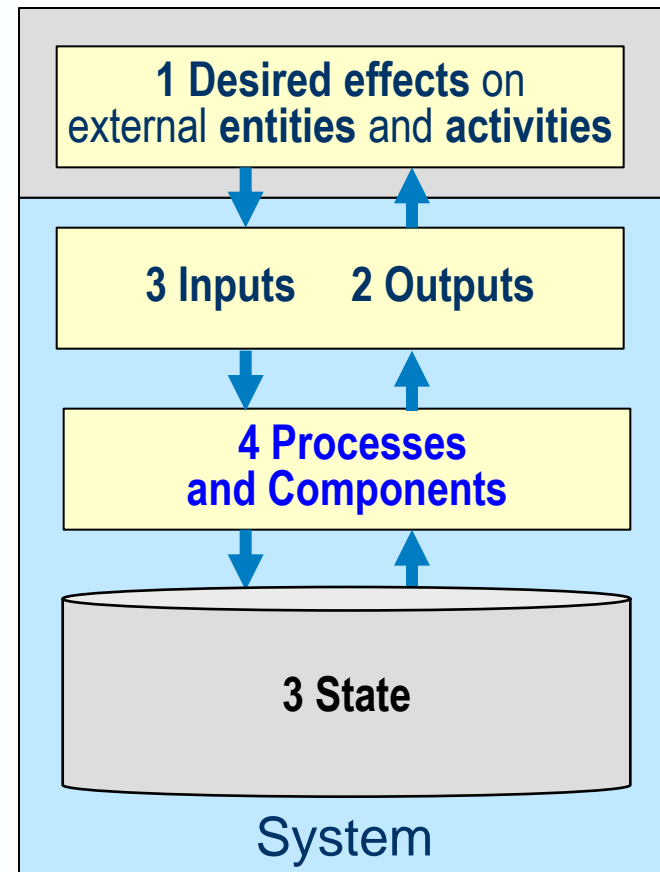 1 Desired effects on
external entities and activities
3 Inputs 2 Outputs
4 Processes
and Components
3 State
System